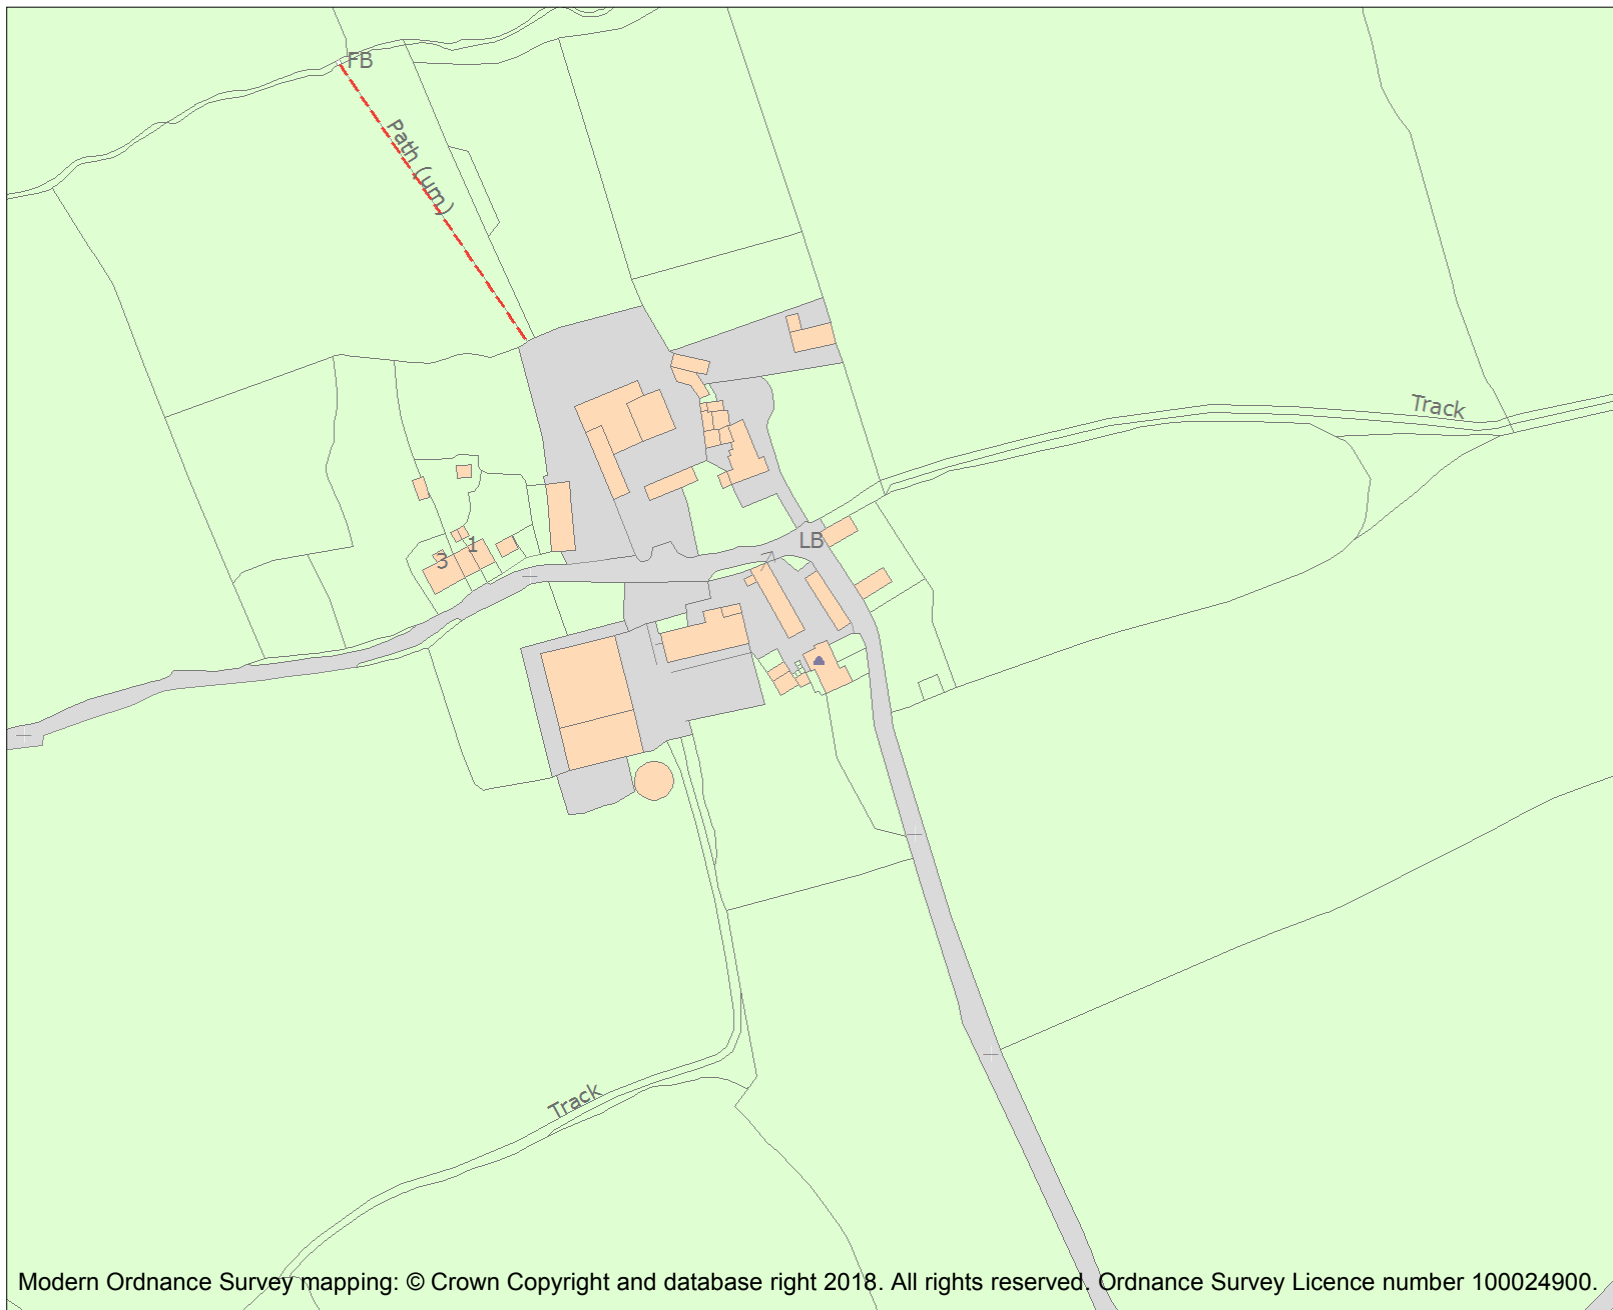 FB
Path (um)
Track
LB
1
3
Track
Modern Ordnance Survey mapping: © Crown Copyright and database right 2018. All rights reserved. Ordnance Survey Licence number 100024900.